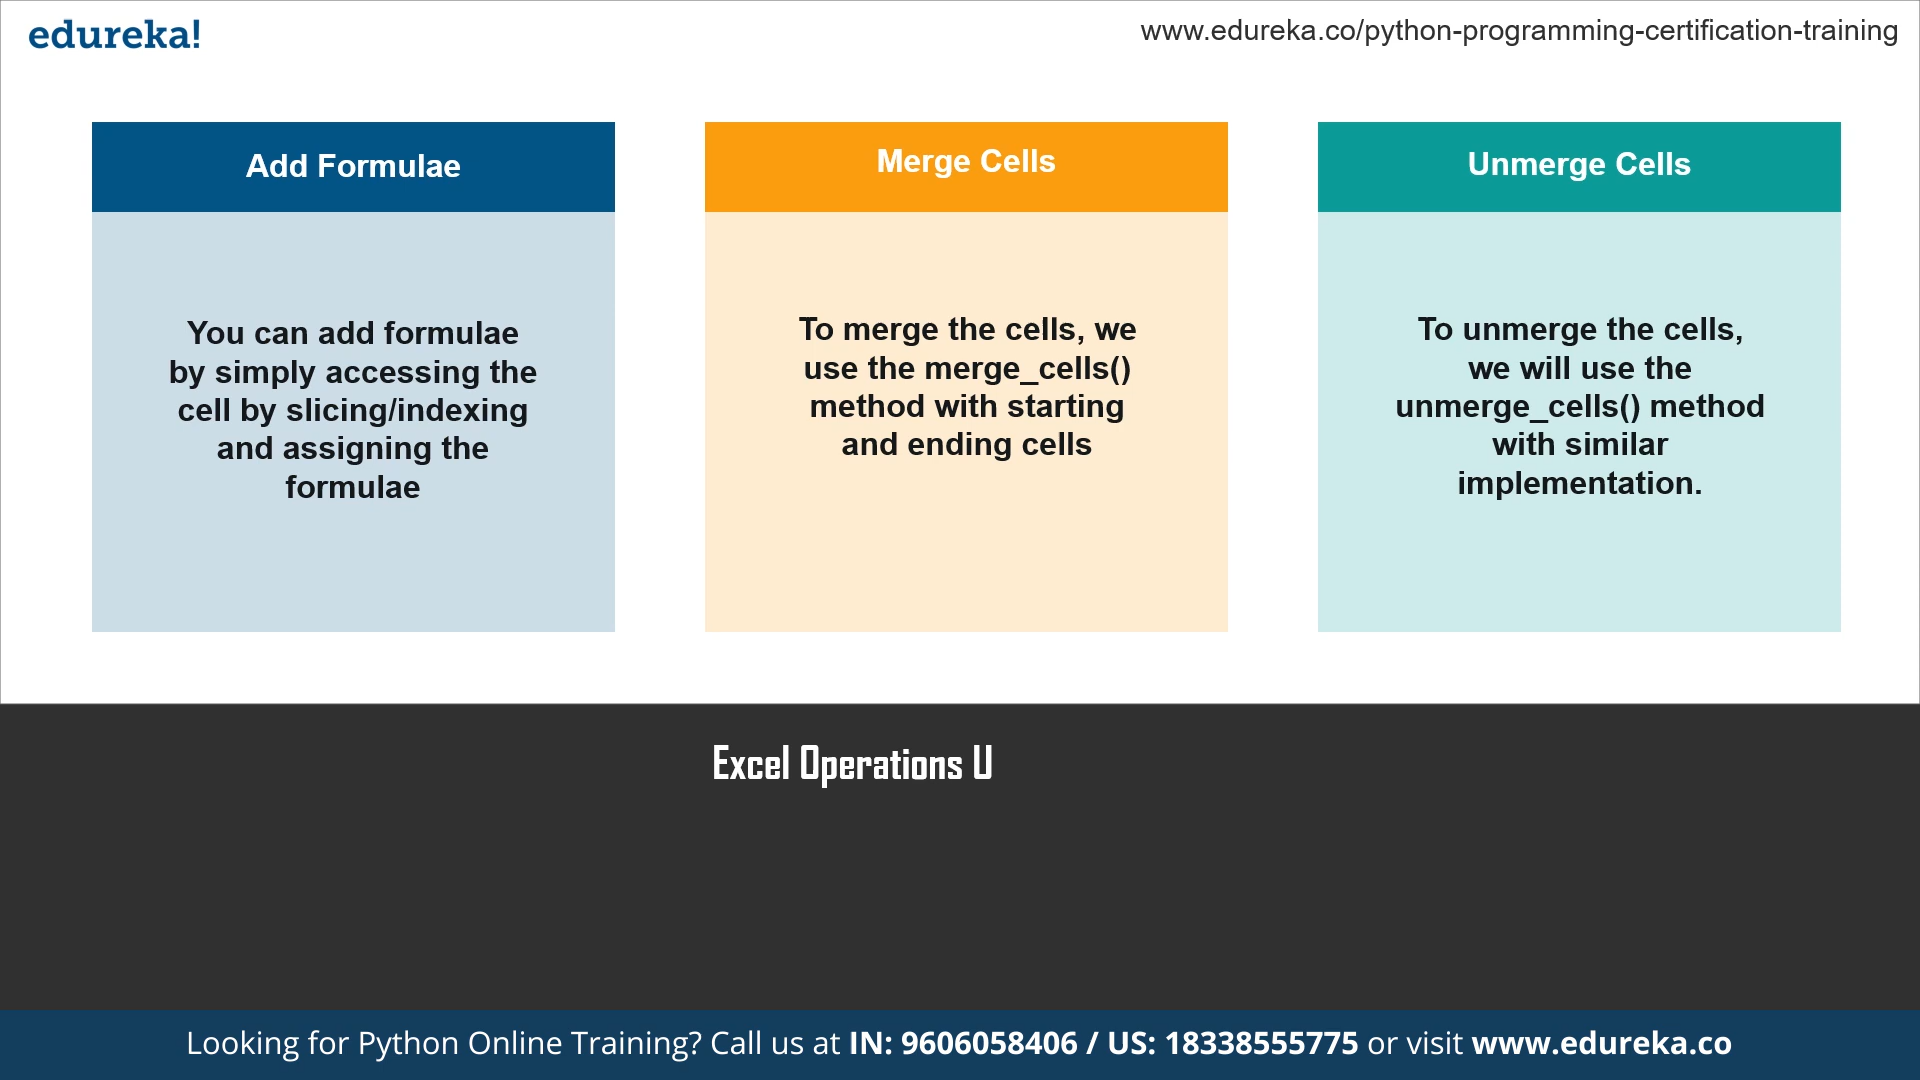 edureka!
www.edureka.co/python-programming-certification-training
Add Formulae
You can add formulae
by simply accessing the
cell by slicing/indexing
and assigning the
formulae
Merge Cells
To merge the cells, we
use the merge_cells()
method with starting
and ending cells
Unmerge Cells
To unmerge the cells,
we will use the
unmerge_cells() method
with similar
implementation.
Excel Operations U
Looking for Python Online Training? Call us at IN: 9606058406 / US: 18338555775 or visit www.edureka.co